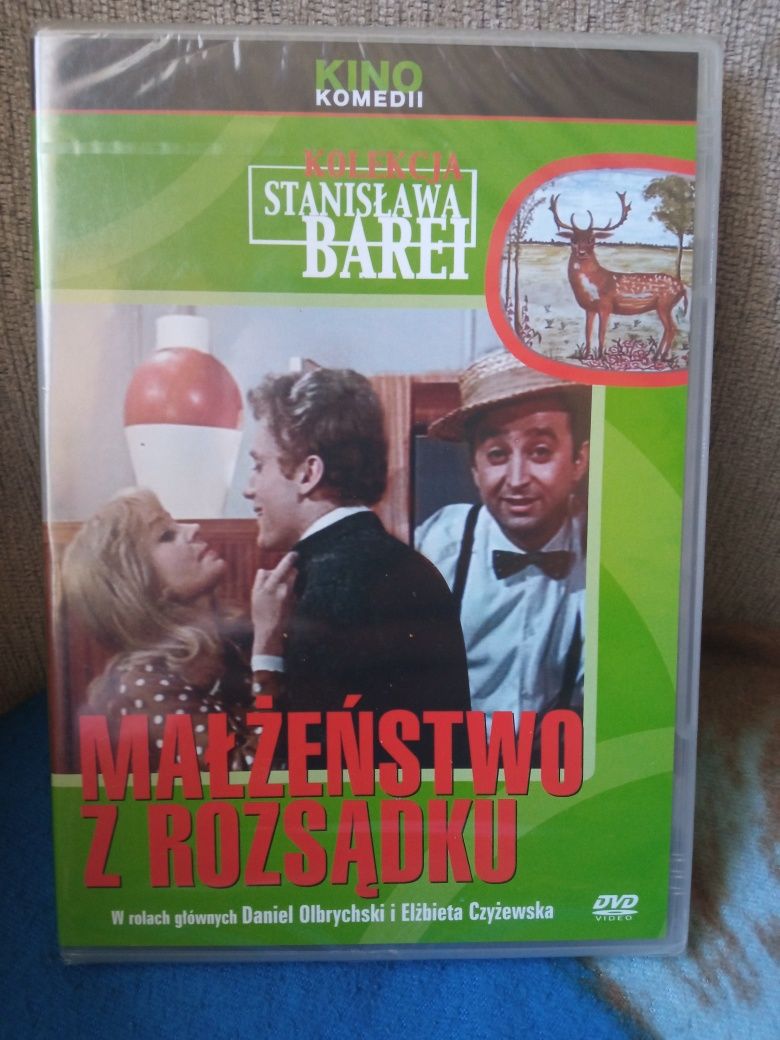 KINO
KOMEDII
KOLEKCJA
STANISŁAWA
BAREI
MAŁŻEŃSTWO
Z ROZSĄDKU
W rolach głównych Daniel Olbrychski i Elżbieta Czyżewska
DVD
VIDEO